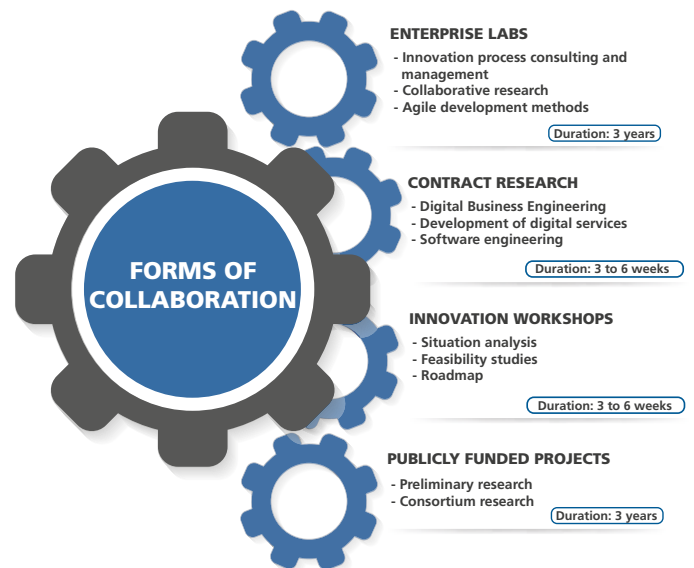 ENTERPRISE LABS
- Innovation process consulting and
management
- Collaborative research
- Agile development methods
Duration: 3 years
CONTRACT RESEARCH
- Digital Business Engineering
- Development of digital services
- Software engineering
Duration: 3 to 6 weeks
FORMS OF
COLLABORATION
INNOVATION WORKSHOPS
- Situation analysis
- Feasibility studies
- Roadmap
Duration: 3 to 6 weeks
PUBLICLY FUNDED PROJECTS
- Preliminary research
- Consortium research
Duration: 3 years